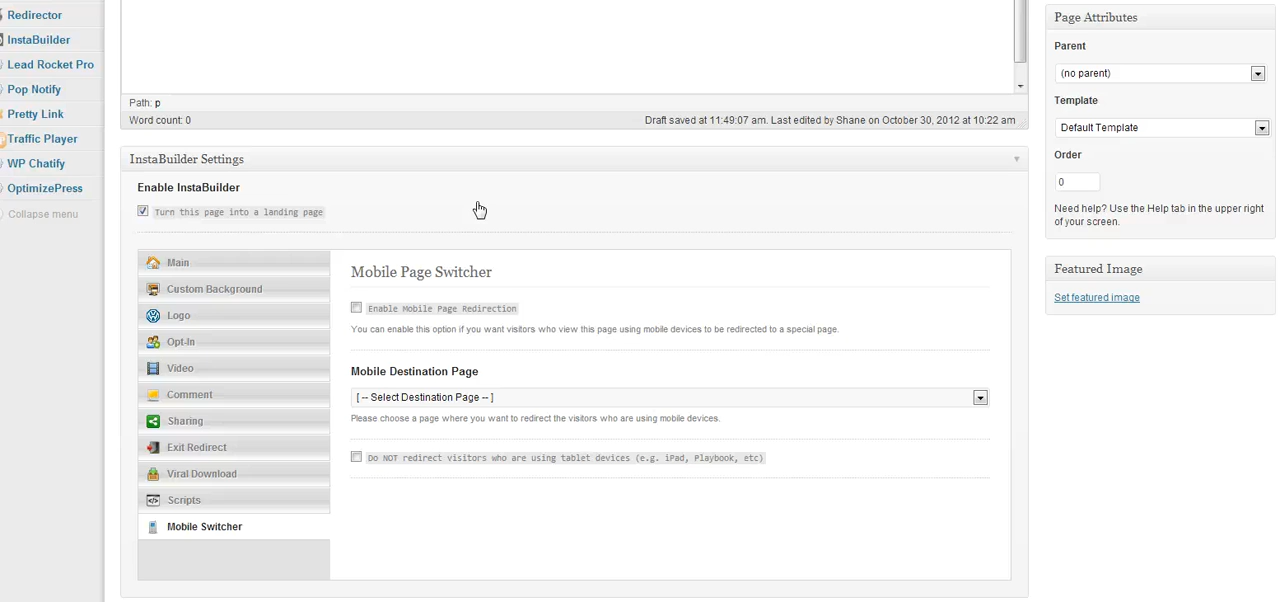 Redirector
InstaBuilder
Lead Rocket Pro
Pop Notify
Pretty Link
Traffic Player
WP Chatify
OptimizePress
Collapse menu
Path: p
Word count: 0
Draft saved at 11:49:07 am. Last edited by Shane on October 30, 2012 at 10:22 am
InstaBuilder Settings
Enable InstaBuilder
Turn this page into a landing page
Main
Custom Background
Logo
Opt-In
Video
Comment
Sharing
Exit Redirect
Viral Download
Scripts
Mobile Switcher
Mobile Page Switcher
Enable Mobile Page Redirection
You can enable this option if you want visitors who view this page using mobile devices to be redirected to a special page.
Mobile Destination Page
[ -- Select Destination Page -- ]
Please choose a page where you want to redirect the visitors who are using mobile devices.
Do NOT redirect visitors who are using tablet devices (e.g. iPad, Playbook, etc)
Page Attributes
Parent
(no parent)
Template
Default Template
Order
0
Need help? Use the Help tab in the upper right
of your screen.
Featured Image
Set featured image